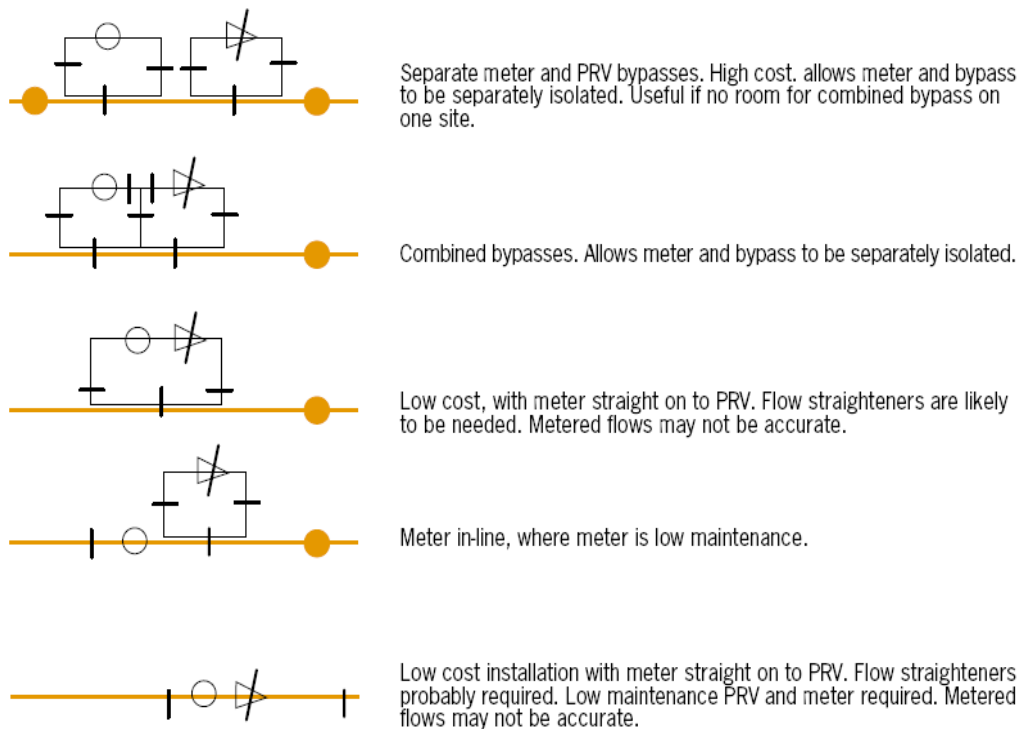 Separate meter and PRV bypasses. High cost. allows meter and bypass
to be separately isolated. Useful if no room for combined bypass on
one site.
Combined bypasses. Allows meter and bypass to be separately isolated.
Low cost, with meter straight on to PRV. Flow straighteners are likely
to be needed. Metered flows may not be accurate.
Meter in-line, where meter is low maintenance.
Low cost installation with meter straight on to PRV. Flow straighteners
probably required. Low maintenance PRV and meter required. Metered
flows may not be accurate.